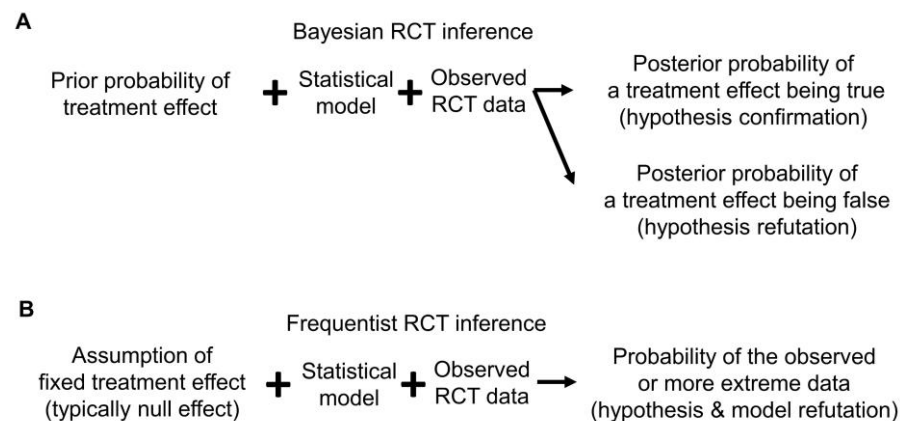 A
Bayesian RCT inference
Prior probability of
treatment effect
+
Statistical
model
+
Observed
RCT data
Posterior probability of
a treatment effect being true
(hypothesis confirmation)
Posterior probability of
a treatment effect being false
(hypothesis refutation)
B
Frequentist RCT inference
Assumption of
fixed treatment effect
(typically null effect)
+
Statistical
model
+
Observed
RCT data
Probability of the observed
or more extreme data
(hypothesis & model refutation)